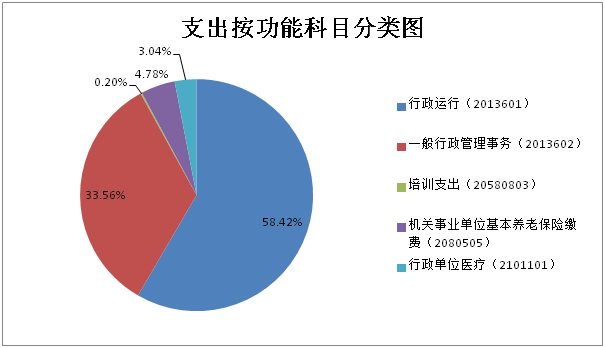 支出按功能科目分类图
3.04%
4.78%
0.20%
33.56%
58.42%
行政运行（2013601）
一般行政管理事务（2013602）
培训支出（20580803）
机关事业单位基本养老保险缴
费（2080505）
行政单位医疗（2101101）